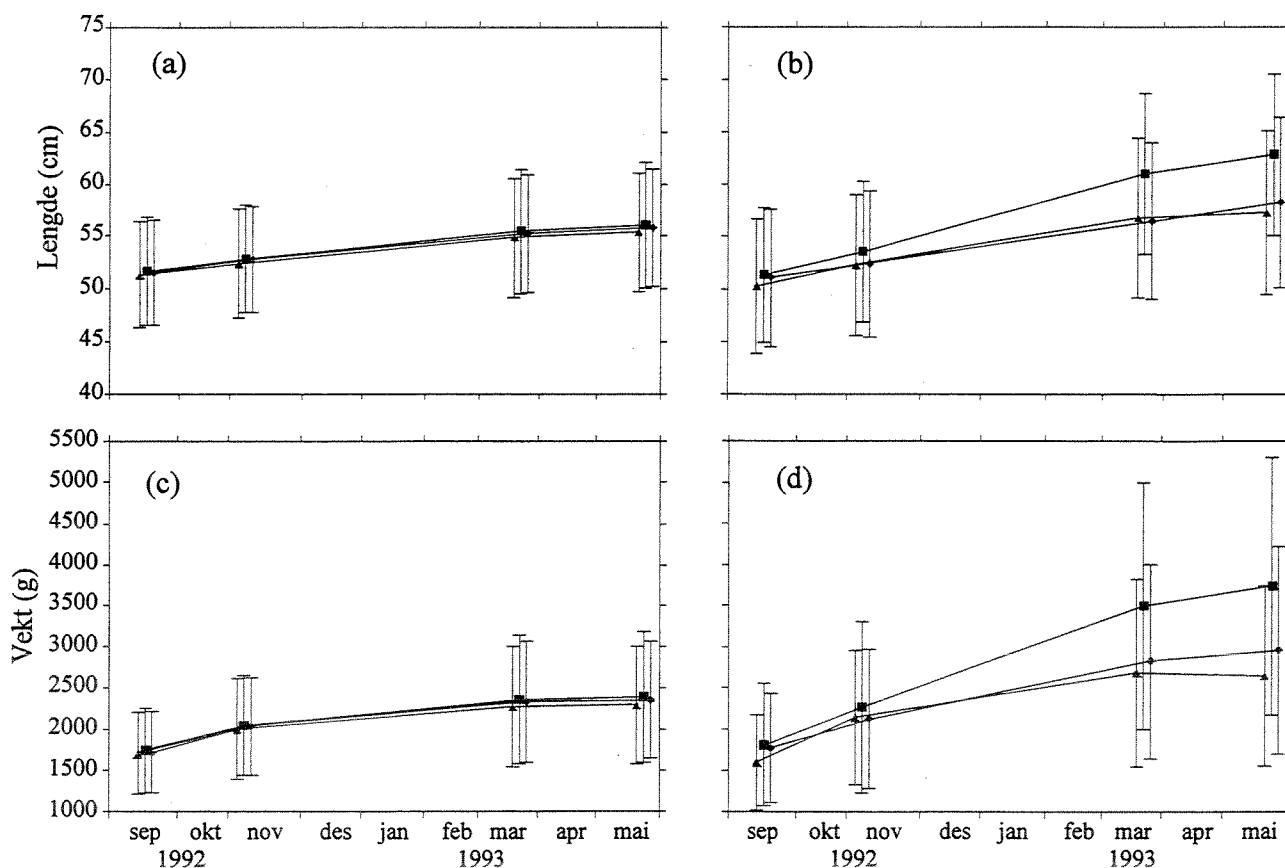 75
(a)
(b)
70
65
60
55
50
45
40
Lengde (cm)
5500
(c)
(d)
5000
4500
4000
3500
3000
2500
2000
1500
1000
Vekt (g)
sep okt nov des jan feb mar apr mai
1992 1993
sep okt nov des jan feb mar apr mai
1992 1993